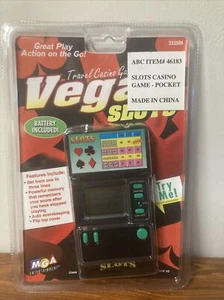 Great Play
Action on the Go!
Travel Casino
Vegas
SLOTS
BATTERY
INCLUDED!
ABC ITEM# 46183
SLOTS CASINO
GAME - POCKET
MADE IN CHINA
SLOTS
Features Include:
• Bet from one to
three lines
• Powerful memory
that remembers
your score after
you have stopped
playing
• Auto scorekeeping
• Flip top cover
Try
Me!
MGA
ENTERTAINMENT
SLOTS